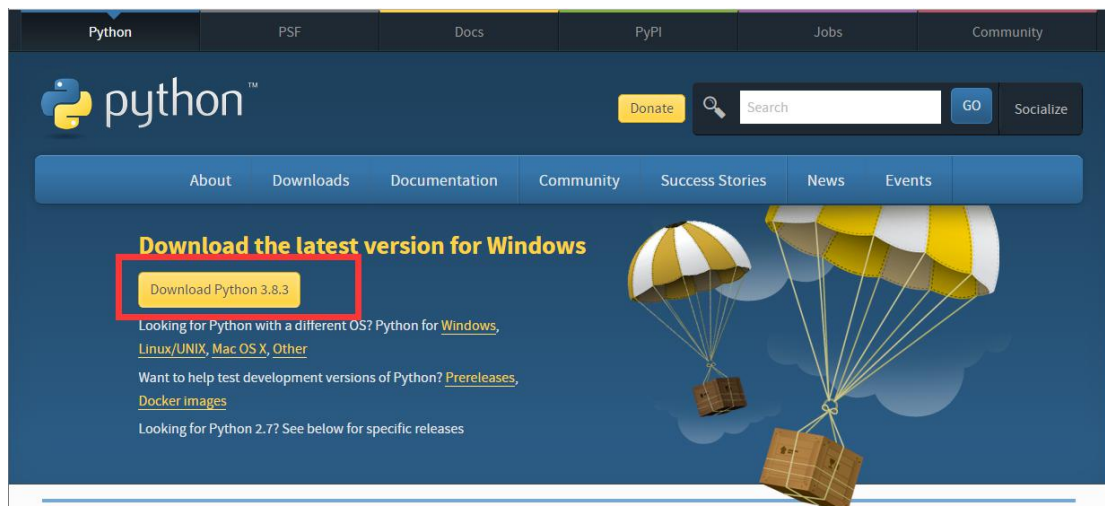 Python PSF Docs PyPI Jobs Community
python™
Donate Search GO Socialize
About Downloads Documentation Community Success Stories News Events
Download the latest version for Windows
Download Python 3.8.3
Looking for Python with a different OS? Python for Windows,
Linux/UNIX, Mac OS X, Other
Want to help test development versions of Python? Prereleases,
Docker images
Looking for Python 2.7? See below for specific releases